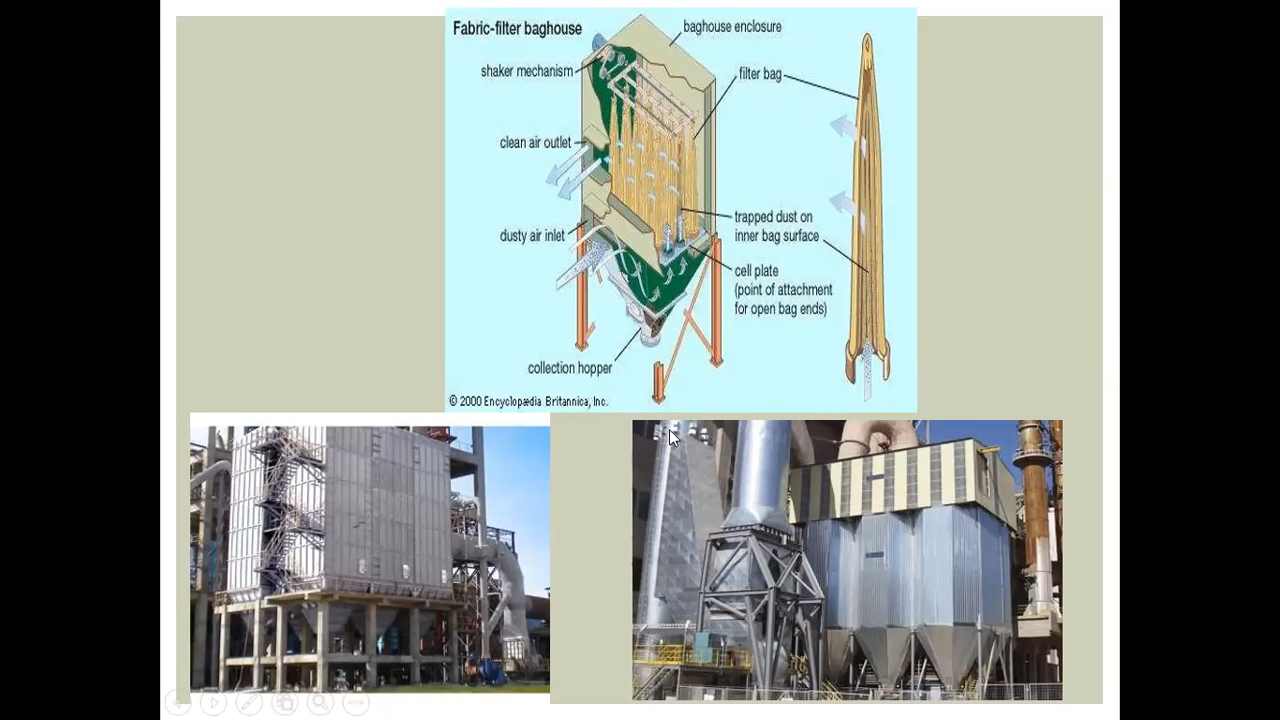 Fabric-filter baghouse
baghouse enclosure
shaker mechanism
filter bag
clean air outlet
trapped dust on
inner bag surface
dusty air inlet
cell plate
(point of attachment
for open bag ends)
collection hopper
© 2000 Encyclopædia Britannica, Inc.